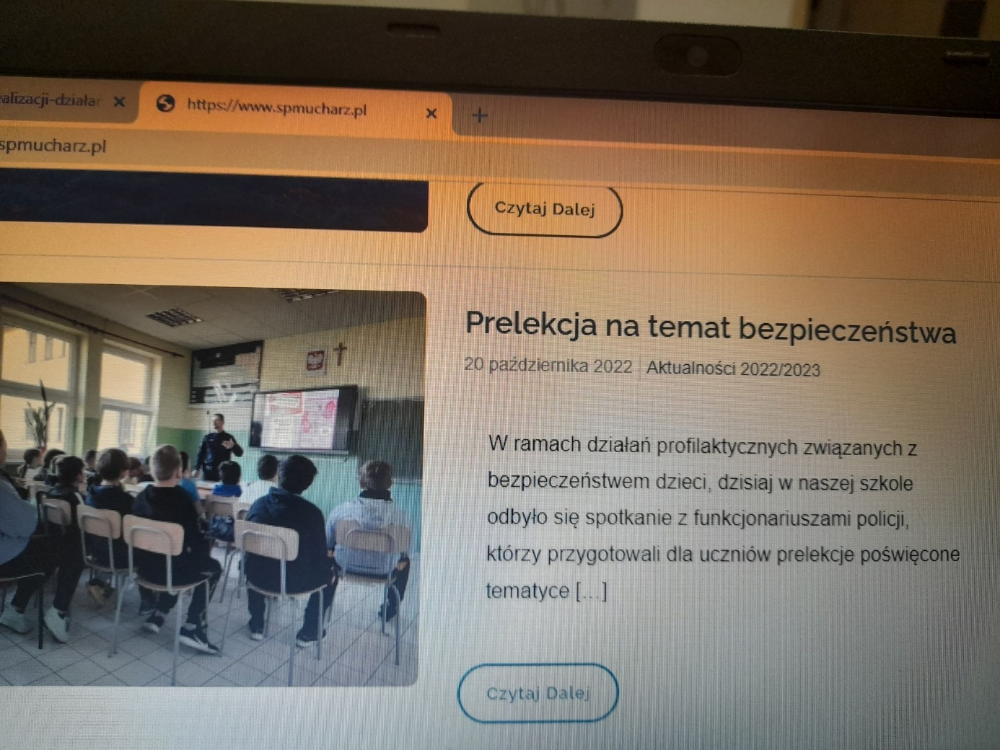 https://www.spmucharz.pl
spmucharz.pl
Czytaj Dalej
Prelekcja na temat bezpieczeństwa
20 października 2022 Aktualności 2022/2023
W ramach działań profilaktycznych związanych z
bezpieczeństwem dzieci, dzisiaj w naszej szkole
odbyło się spotkanie z funkcjonariuszami policji,
którzy przygotowali dla uczniów prelekcje poświęcone
tematyce [...]
Czytaj Dalej